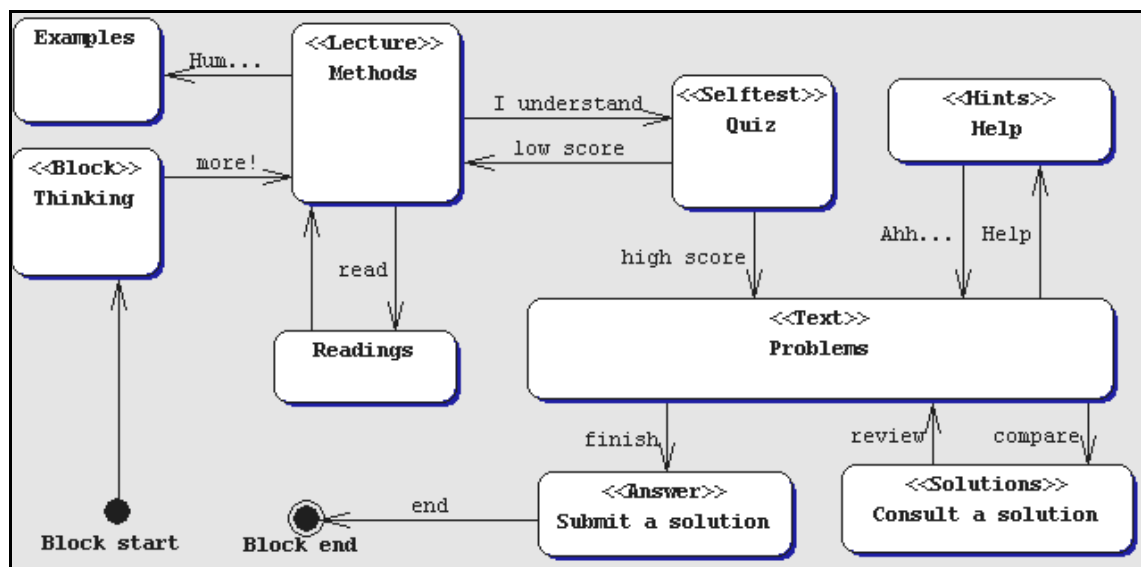 Examples
Hum...
<<Lecture>>
Methods
I understand
<<Selftest>>
Quiz
<<Hints>>
Help
low score
<<Block>>
Thinking
more!
read
high score
Ahh...
Help
Readings
<<Text>>
Problems
finish
review
compare
<<Answer>>
Submit a solution
<<Solutions>>
Consult a solution
end
Block start
Block end